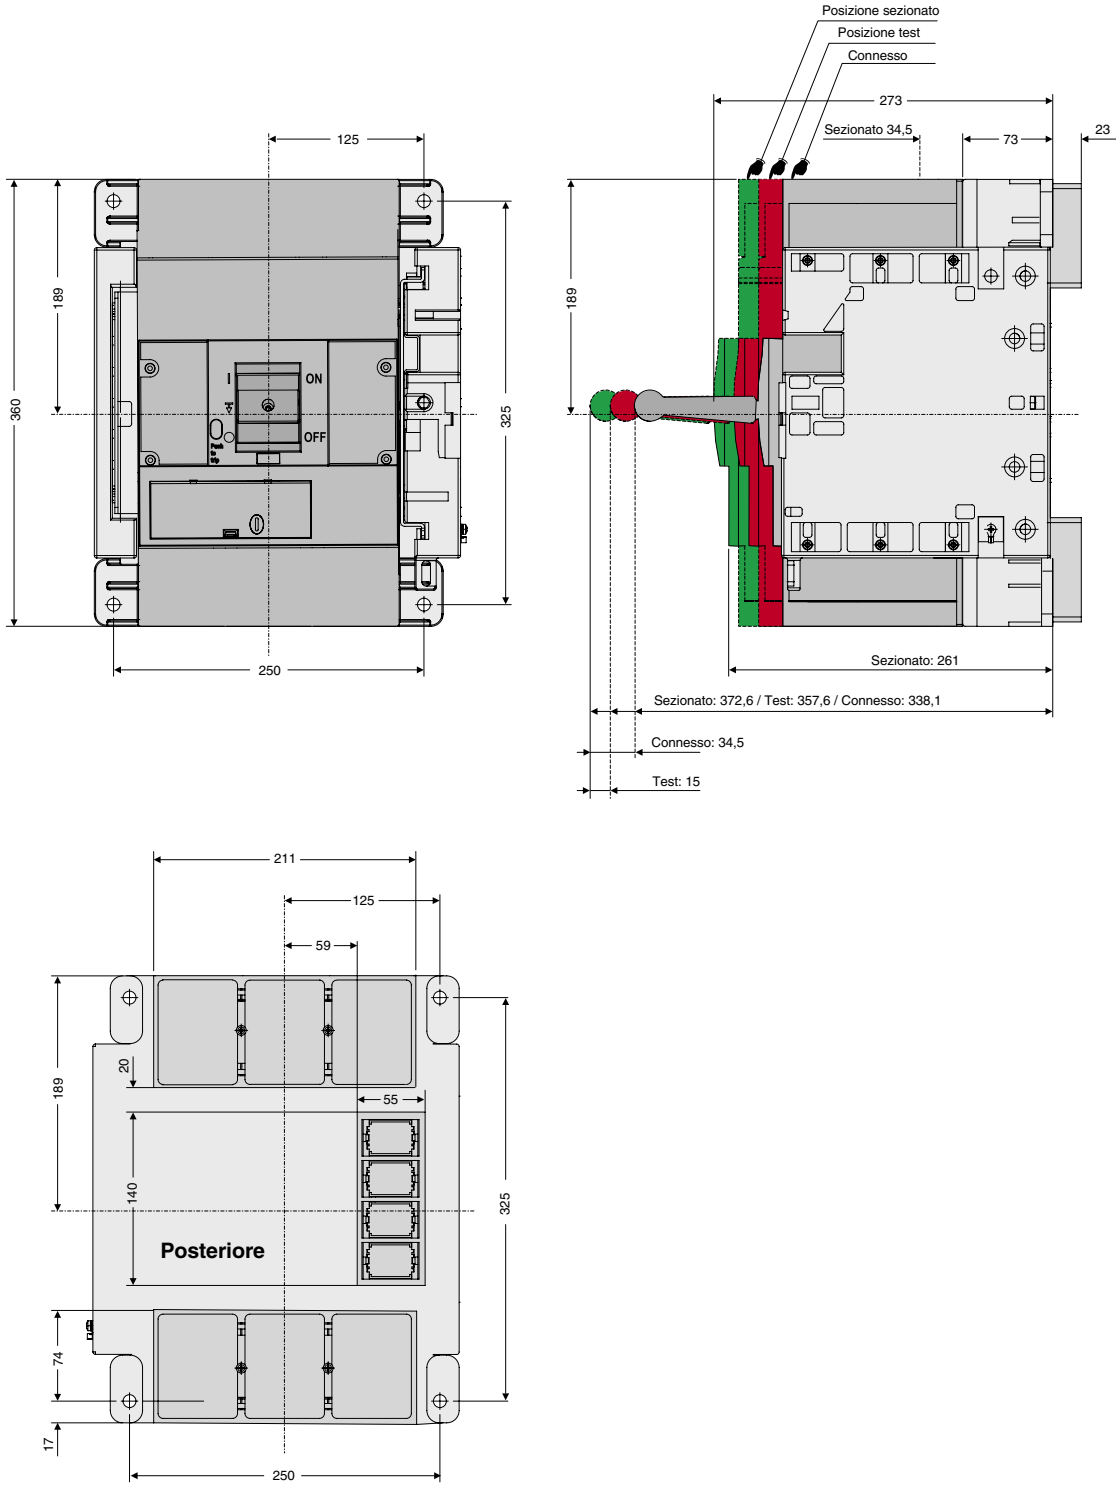 Posizione sezionato
Posizione test
Connesso
273
125
Sezionato 34,5
73
23
189
360
I
ON
OFF
Push
to
trip
325
189
250
Sezionato: 261
Sezionato: 372,6 / Test: 357,6 / Connesso: 338,1
Connesso: 34,5
Test: 15
211
125
59
189
20
55
140
325
Posteriore
74
17
250